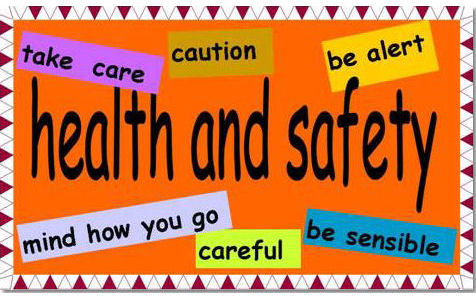 take care
caution
be alert
health and safety
mind how you go
careful
be sensible